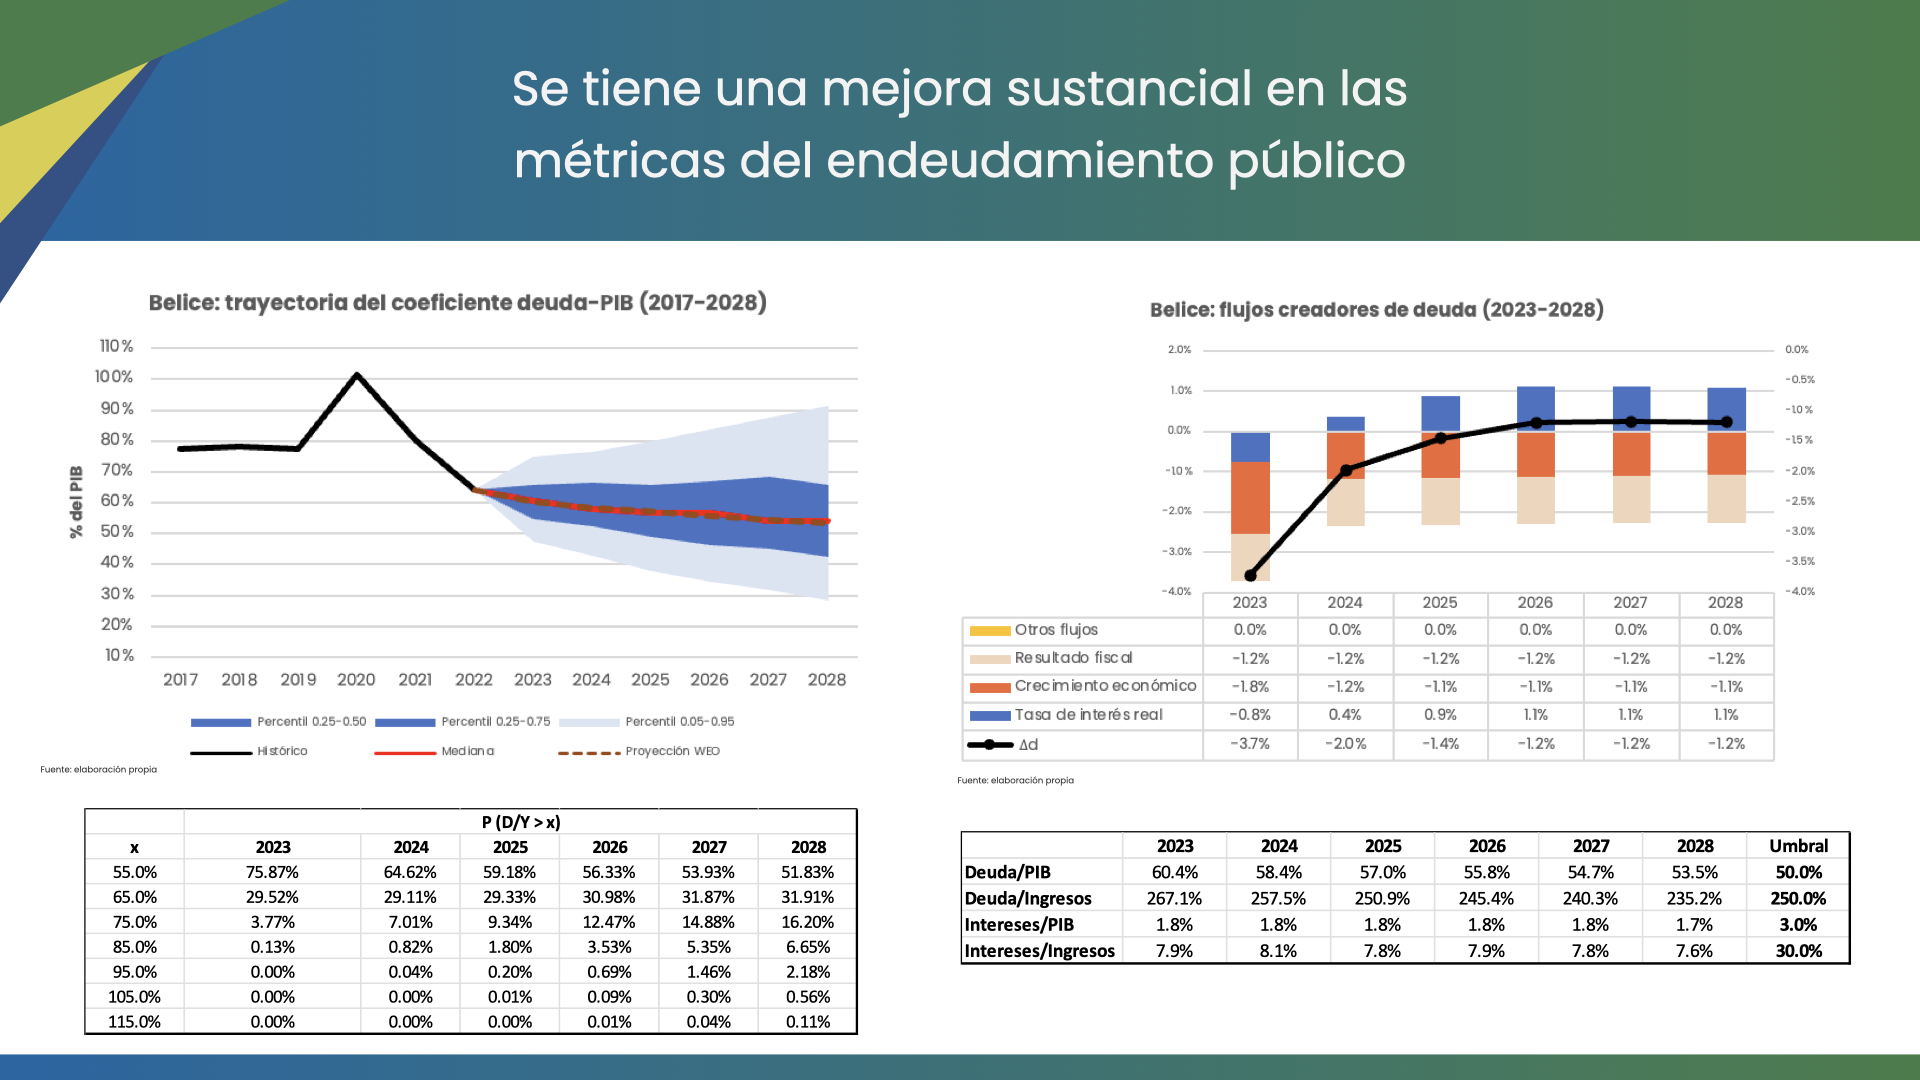 Se tiene una mejora sustancial en las
métricas del endeudamiento público
Belice: trayectoria del coeficiente deuda-PIB (2017-2028)
% del PIB
110%
100%
90%
80%
70%
60%
50%
40%
30%
20%
10%
2017 2018 2019 2020 2021 2022 2023 2024 2025 2026 2027 2028
Percentil 0.25-0.50 Percentil 0.25-0.75 Percentil 0.05-0.95
Histórico Mediana Proyección WEO
Fuente: elaboración propia
P (D/Y > x)
x 2023 2024 2025 2026 2027 2028
55.0% 75.87% 64.62% 59.18% 56.33% 53.93% 51.83%
65.0% 29.52% 29.11% 29.33% 30.98% 31.87% 31.91%
75.0% 3.77% 7.01% 9.34% 12.47% 14.88% 16.20%
85.0% 0.13% 0.82% 1.80% 3.53% 5.35% 6.65%
95.0% 0.00% 0.04% 0.20% 0.69% 1.46% 2.18%
105.0% 0.00% 0.00% 0.01% 0.09% 0.30% 0.56%
115.0% 0.00% 0.00% 0.00% 0.01% 0.04% 0.11%
Belice: flujos creadores de deuda (2023-2028)
2.0% 0.0%
-0.5%
1.0%
-1.0%
0.0%
-1.5%
-1.0% -2.0%
-2.5%
-2.0%
-3.0%
-3.0%
-3.5%
-4.0% -4.0%
2023 2024 2025 2026 2027 2028
Otros flujos 0.0% 0.0% 0.0% 0.0% 0.0% 0.0%
Resultado fiscal -1.2% -1.2% -1.2% -1.2% -1.2% -1.2%
Crecimiento económico -1.8% -1.2% -1.1% -1.1% -1.1% -1.1%
Tasa de interés real -0.8% 0.4% 0.9% 1.1% 1.1% 1.1%
Δd -3.7% -2.0% -1.4% -1.2% -1.2% -1.2%
Fuente: elaboración propia
2023 2024 2025 2026 2027 2028 Umbral
Deuda/PIB 60.4% 58.4% 57.0% 55.8% 54.7% 53.5% 50.0%
Deuda/Ingresos 267.1% 257.5% 250.9% 245.4% 240.3% 235.2% 250.0%
Intereses/PIB 1.8% 1.8% 1.8% 1.8% 1.8% 1.7% 3.0%
Intereses/Ingresos 7.9% 8.1% 7.8% 7.9% 7.8% 7.6% 30.0%